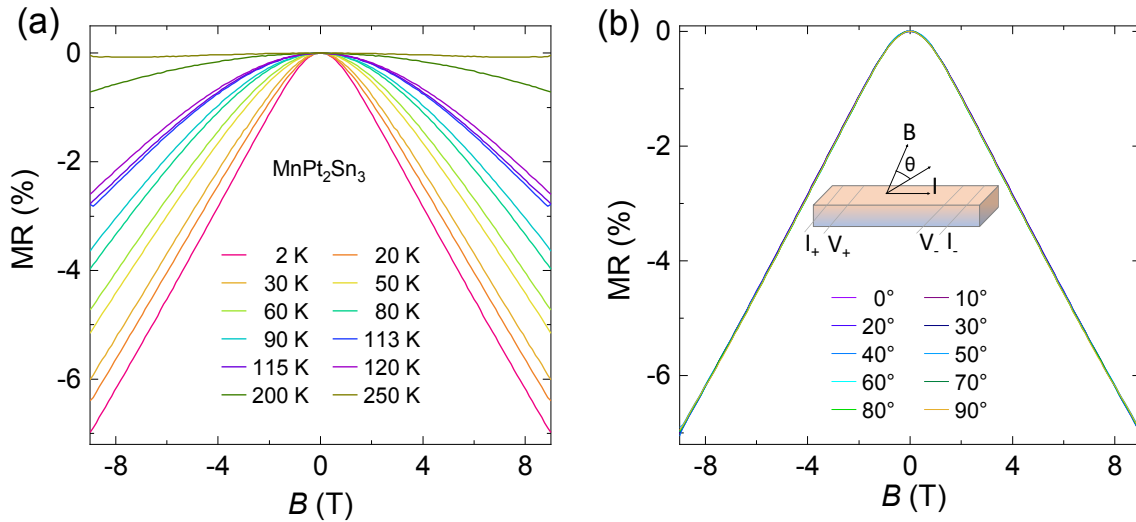 (a)
MR (%)
0
-2
-4
-6
MnPt₂Sn₃
2 K 20 K
30 K 50 K
60 K 80 K
90 K 113 K
115 K 120 K
200 K 250 K
-8 -4 0 4 8
B (T)
(b)
MR (%)
0
-2
-4
-6
B
θ
I
I₊ V₊ V₋ I₋
0° 10°
20° 30°
40° 50°
60° 70°
80° 90°
-8 -4 0 4 8
B (T)